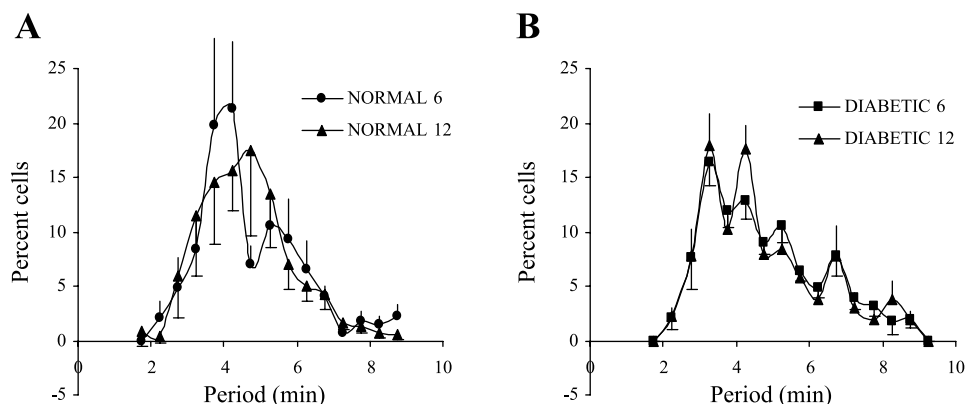 A
25
20
15
10
5
0
-5
Percent cells
NORMAL 6
NORMAL 12
0 2 4 6 8 10
Period (min)
B
25
20
15
10
5
0
-5
Percent cells
DIABETIC 6
DIABETIC 12
0 2 4 6 8 10
Period (min)